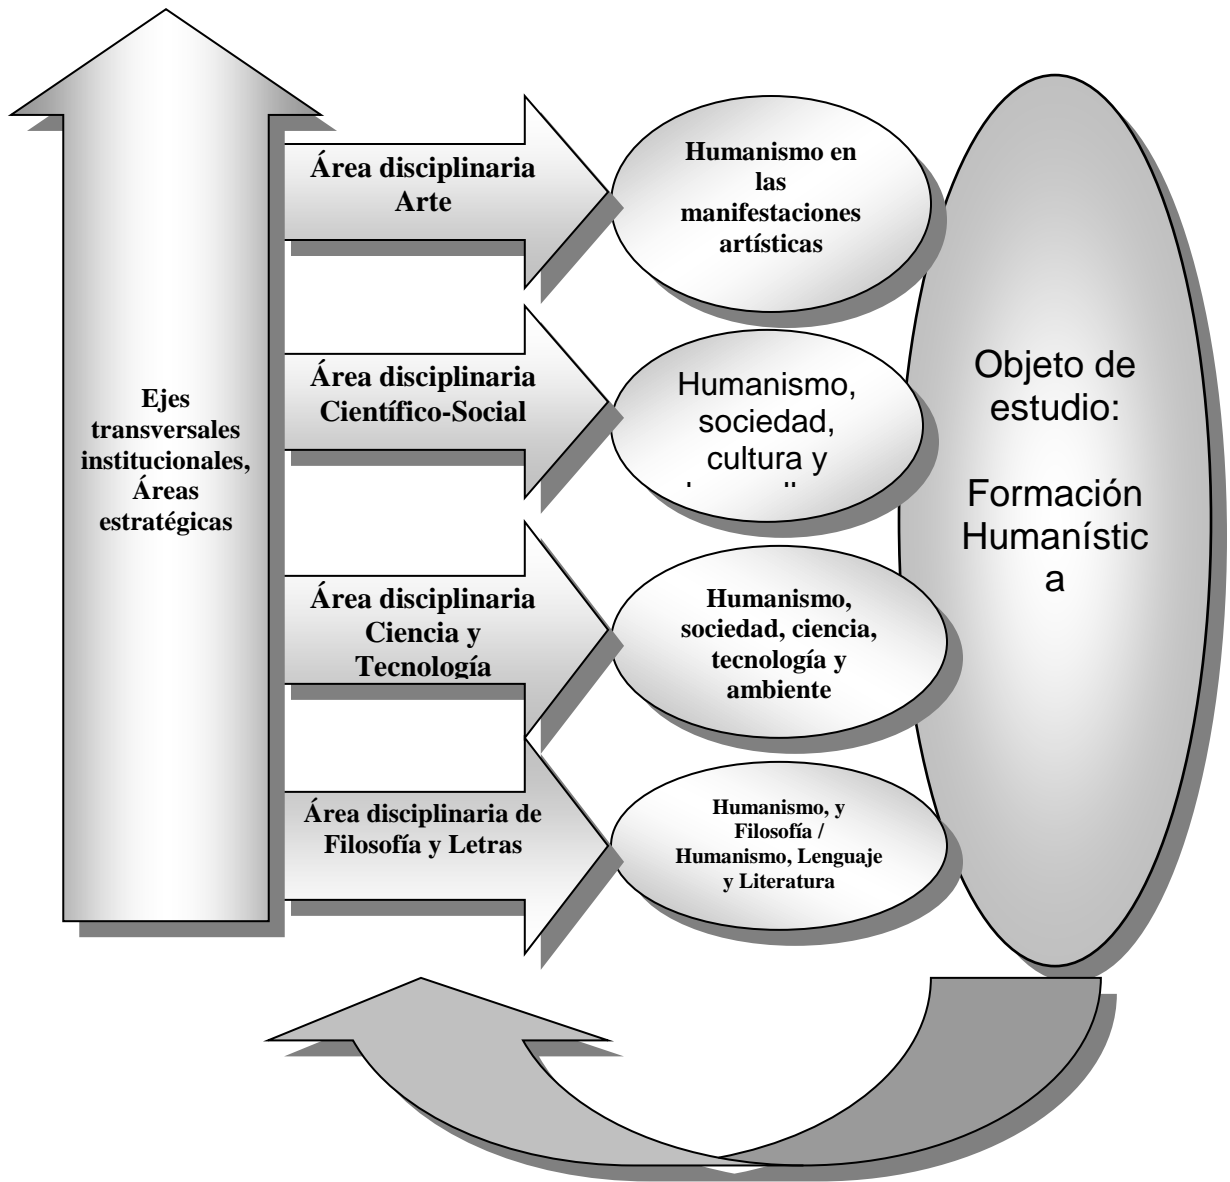 Ejes
transversales
institucionales,
Áreas
estratégicas
Área disciplinaria
Arte
Humanismo en
las
manifestaciones
artísticas
Área disciplinaria
Científico-Social
Humanismo,
sociedad,
cultura y
Área disciplinaria
Ciencia y
Tecnología
Humanismo,
sociedad, ciencia,
tecnología y
ambiente
Área disciplinaria de
Filosofía y Letras
Humanismo, y
Filosofía /
Humanismo, Lenguaje
y Literatura
Objeto de
estudio:
Formación
Humanístic
a